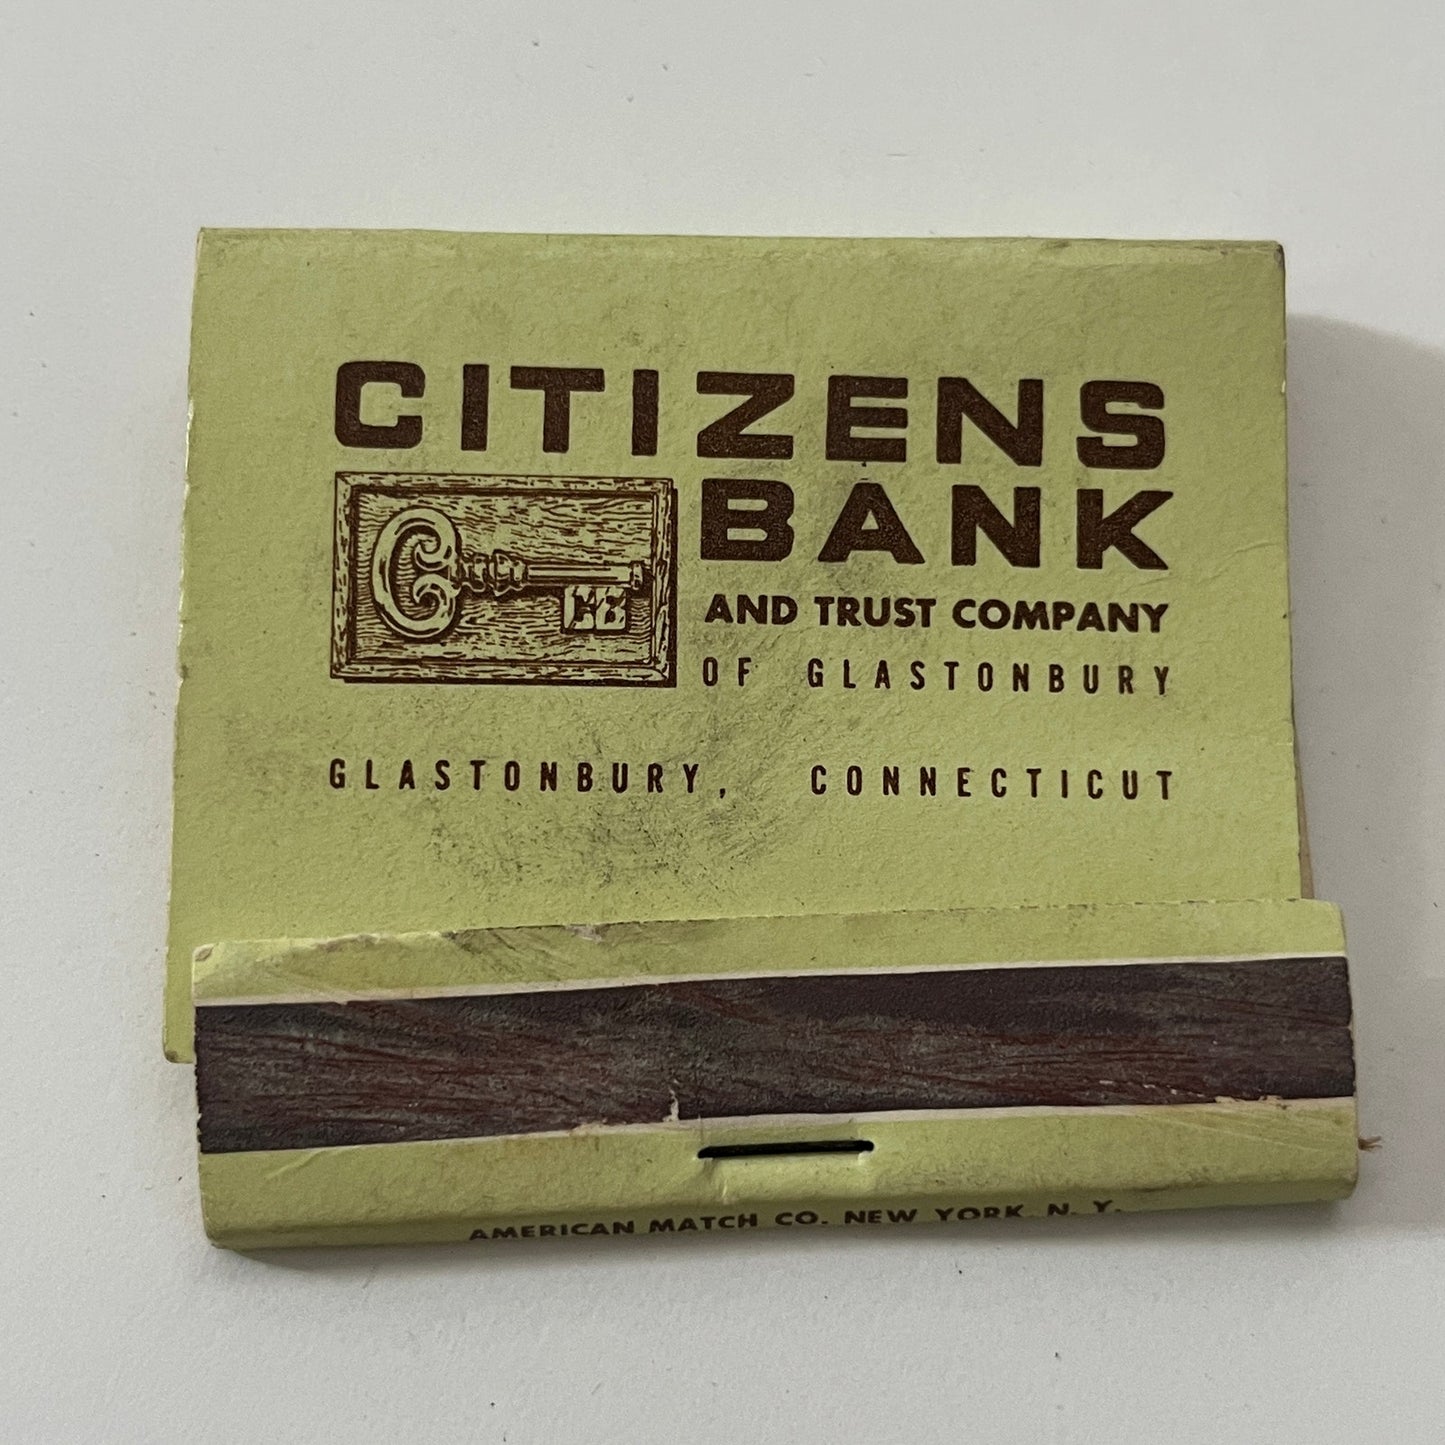 CITIZENS
BANK
AND TRUST COMPANY
OF GLASTONBURY
GLASTONBURY, CONNECTICUT
AMERICAN MATCH CO. NEW YORK, N. Y.